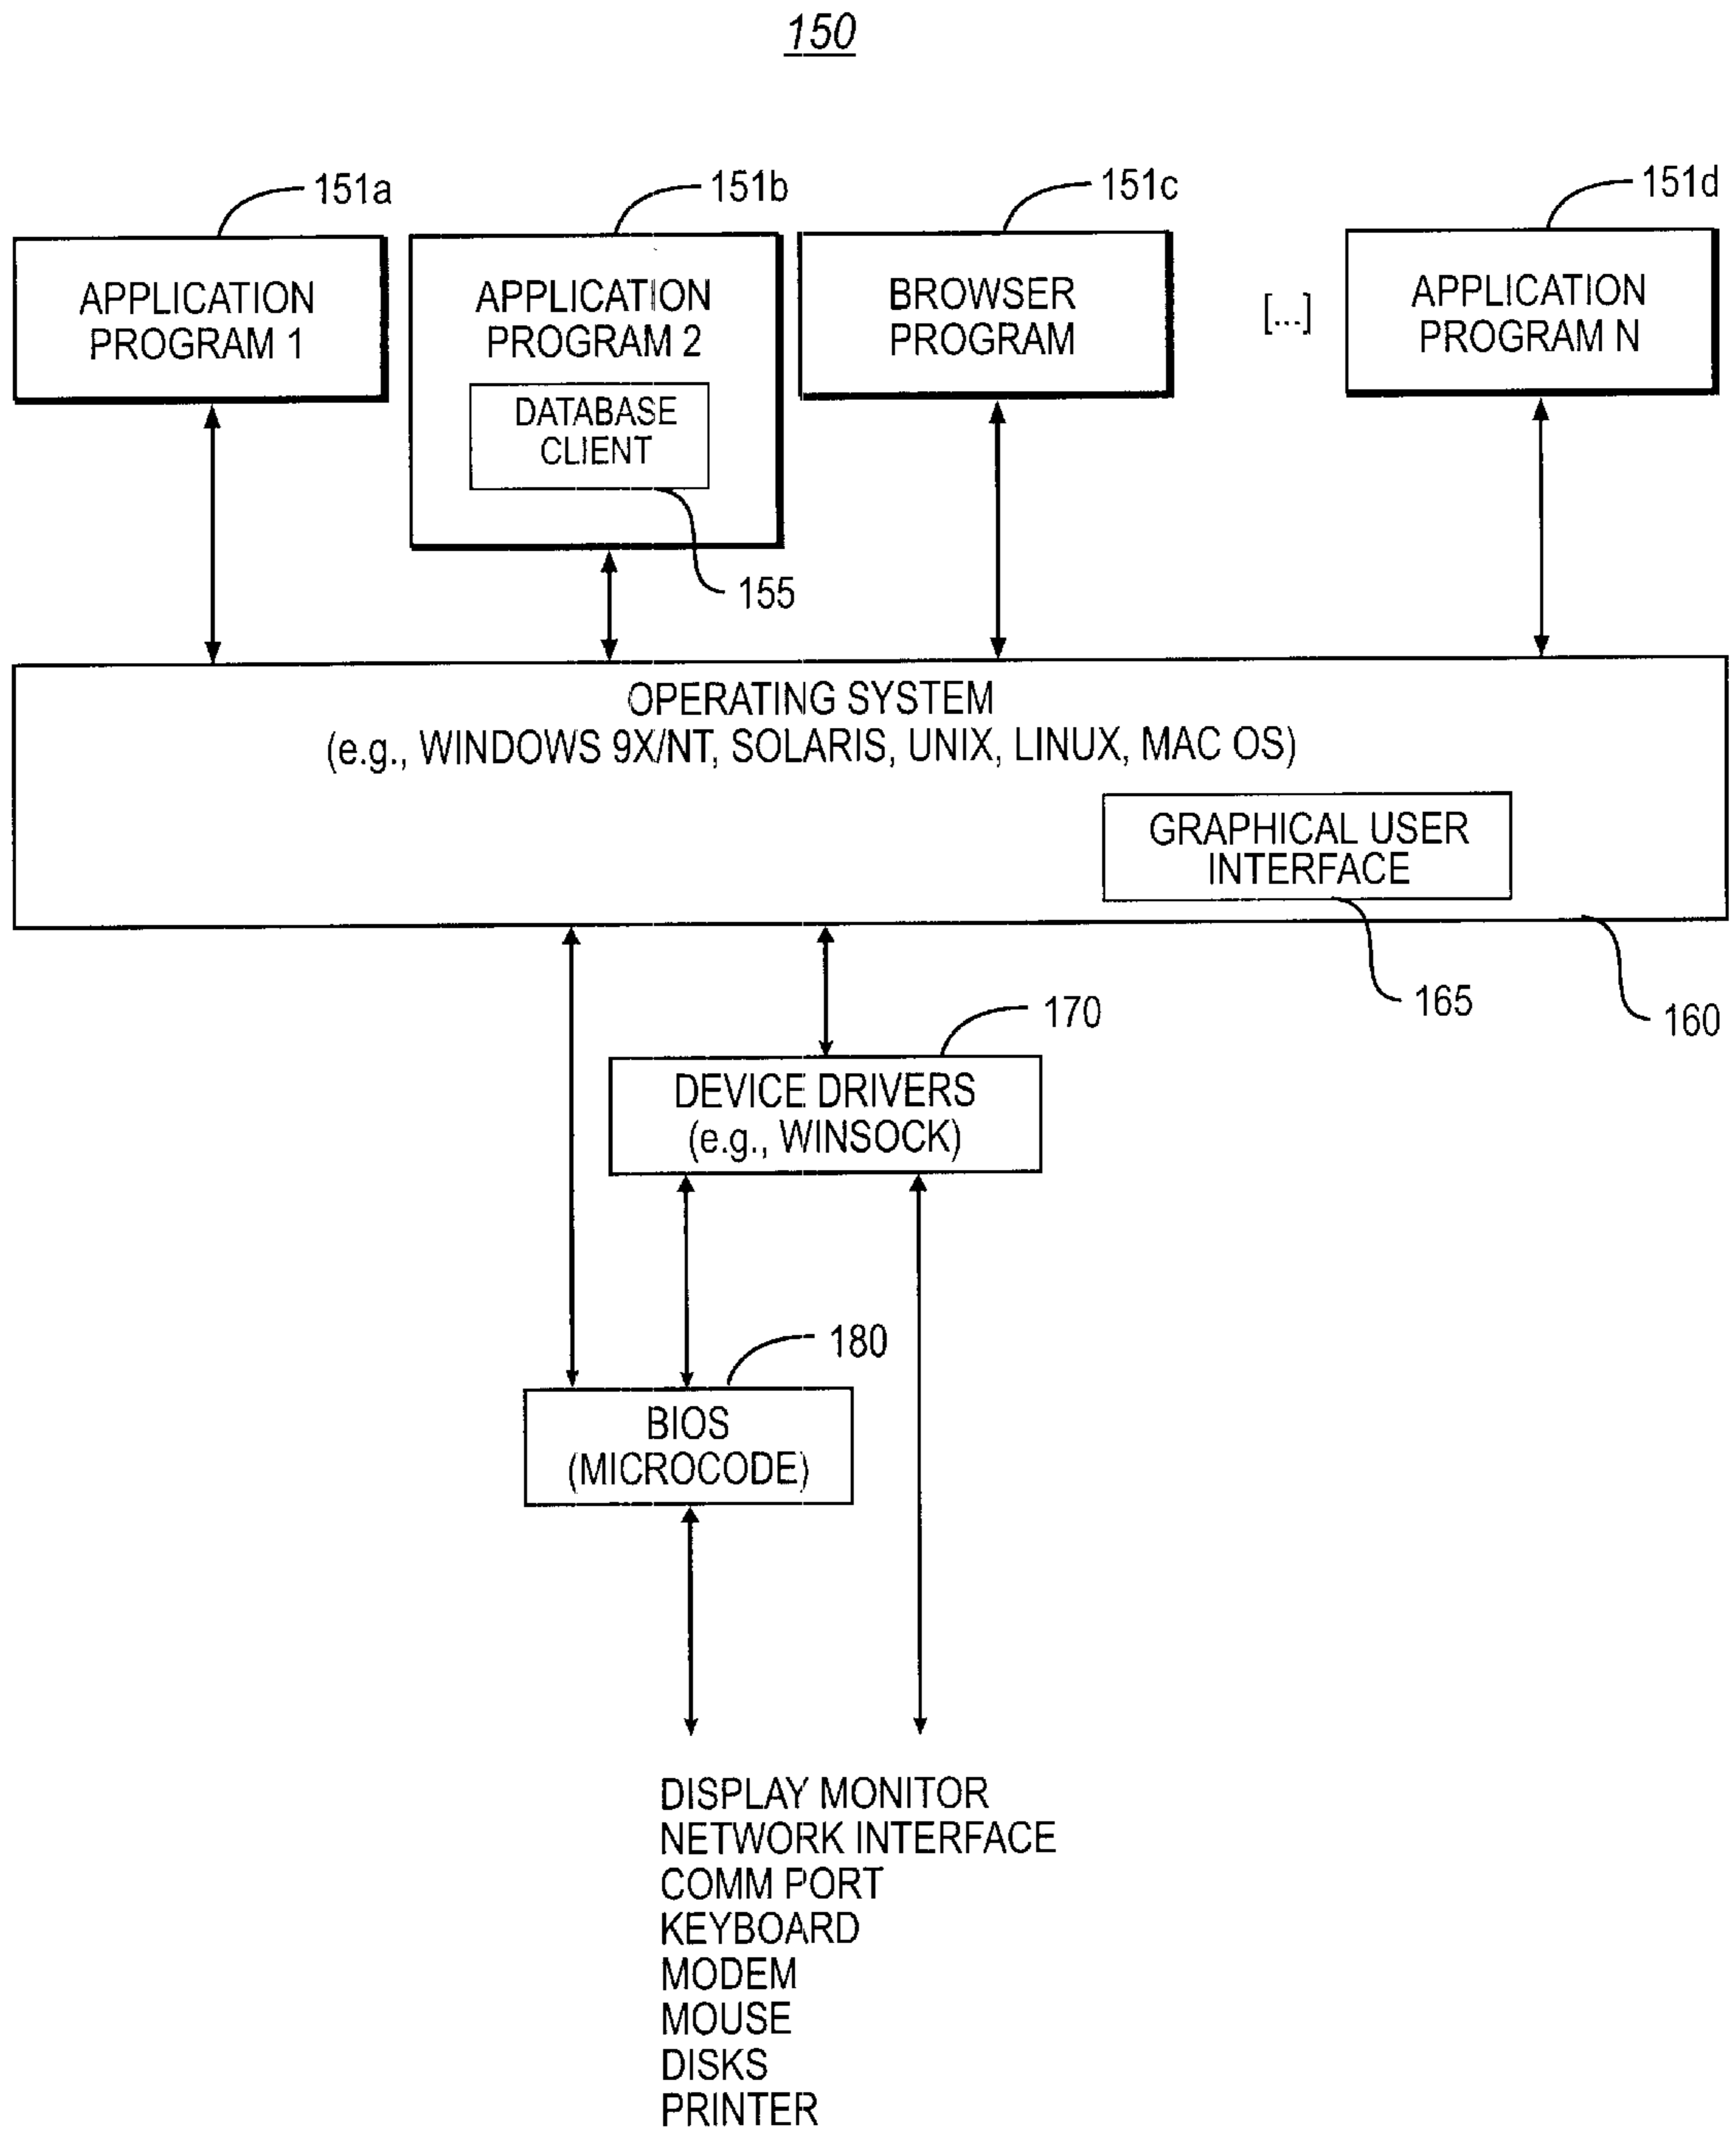 150
151a
151b
151c
151d
APPLICATION
PROGRAM 1
APPLICATION
PROGRAM 2
DATABASE
CLIENT
155
BROWSER
PROGRAM
[...]
APPLICATION
PROGRAM N
OPERATING SYSTEM
(e.g., WINDOWS 9X/NT, SOLARIS, UNIX, LINUX, MAC OS)
GRAPHICAL USER
INTERFACE
165
160
170
DEVICE DRIVERS
(e.g., WINSOCK)
180
BIOS
(MICROCODE)
DISPLAY MONITOR
NETWORK INTERFACE
COMM PORT
KEYBOARD
MODEM
MOUSE
DISKS
PRINTER